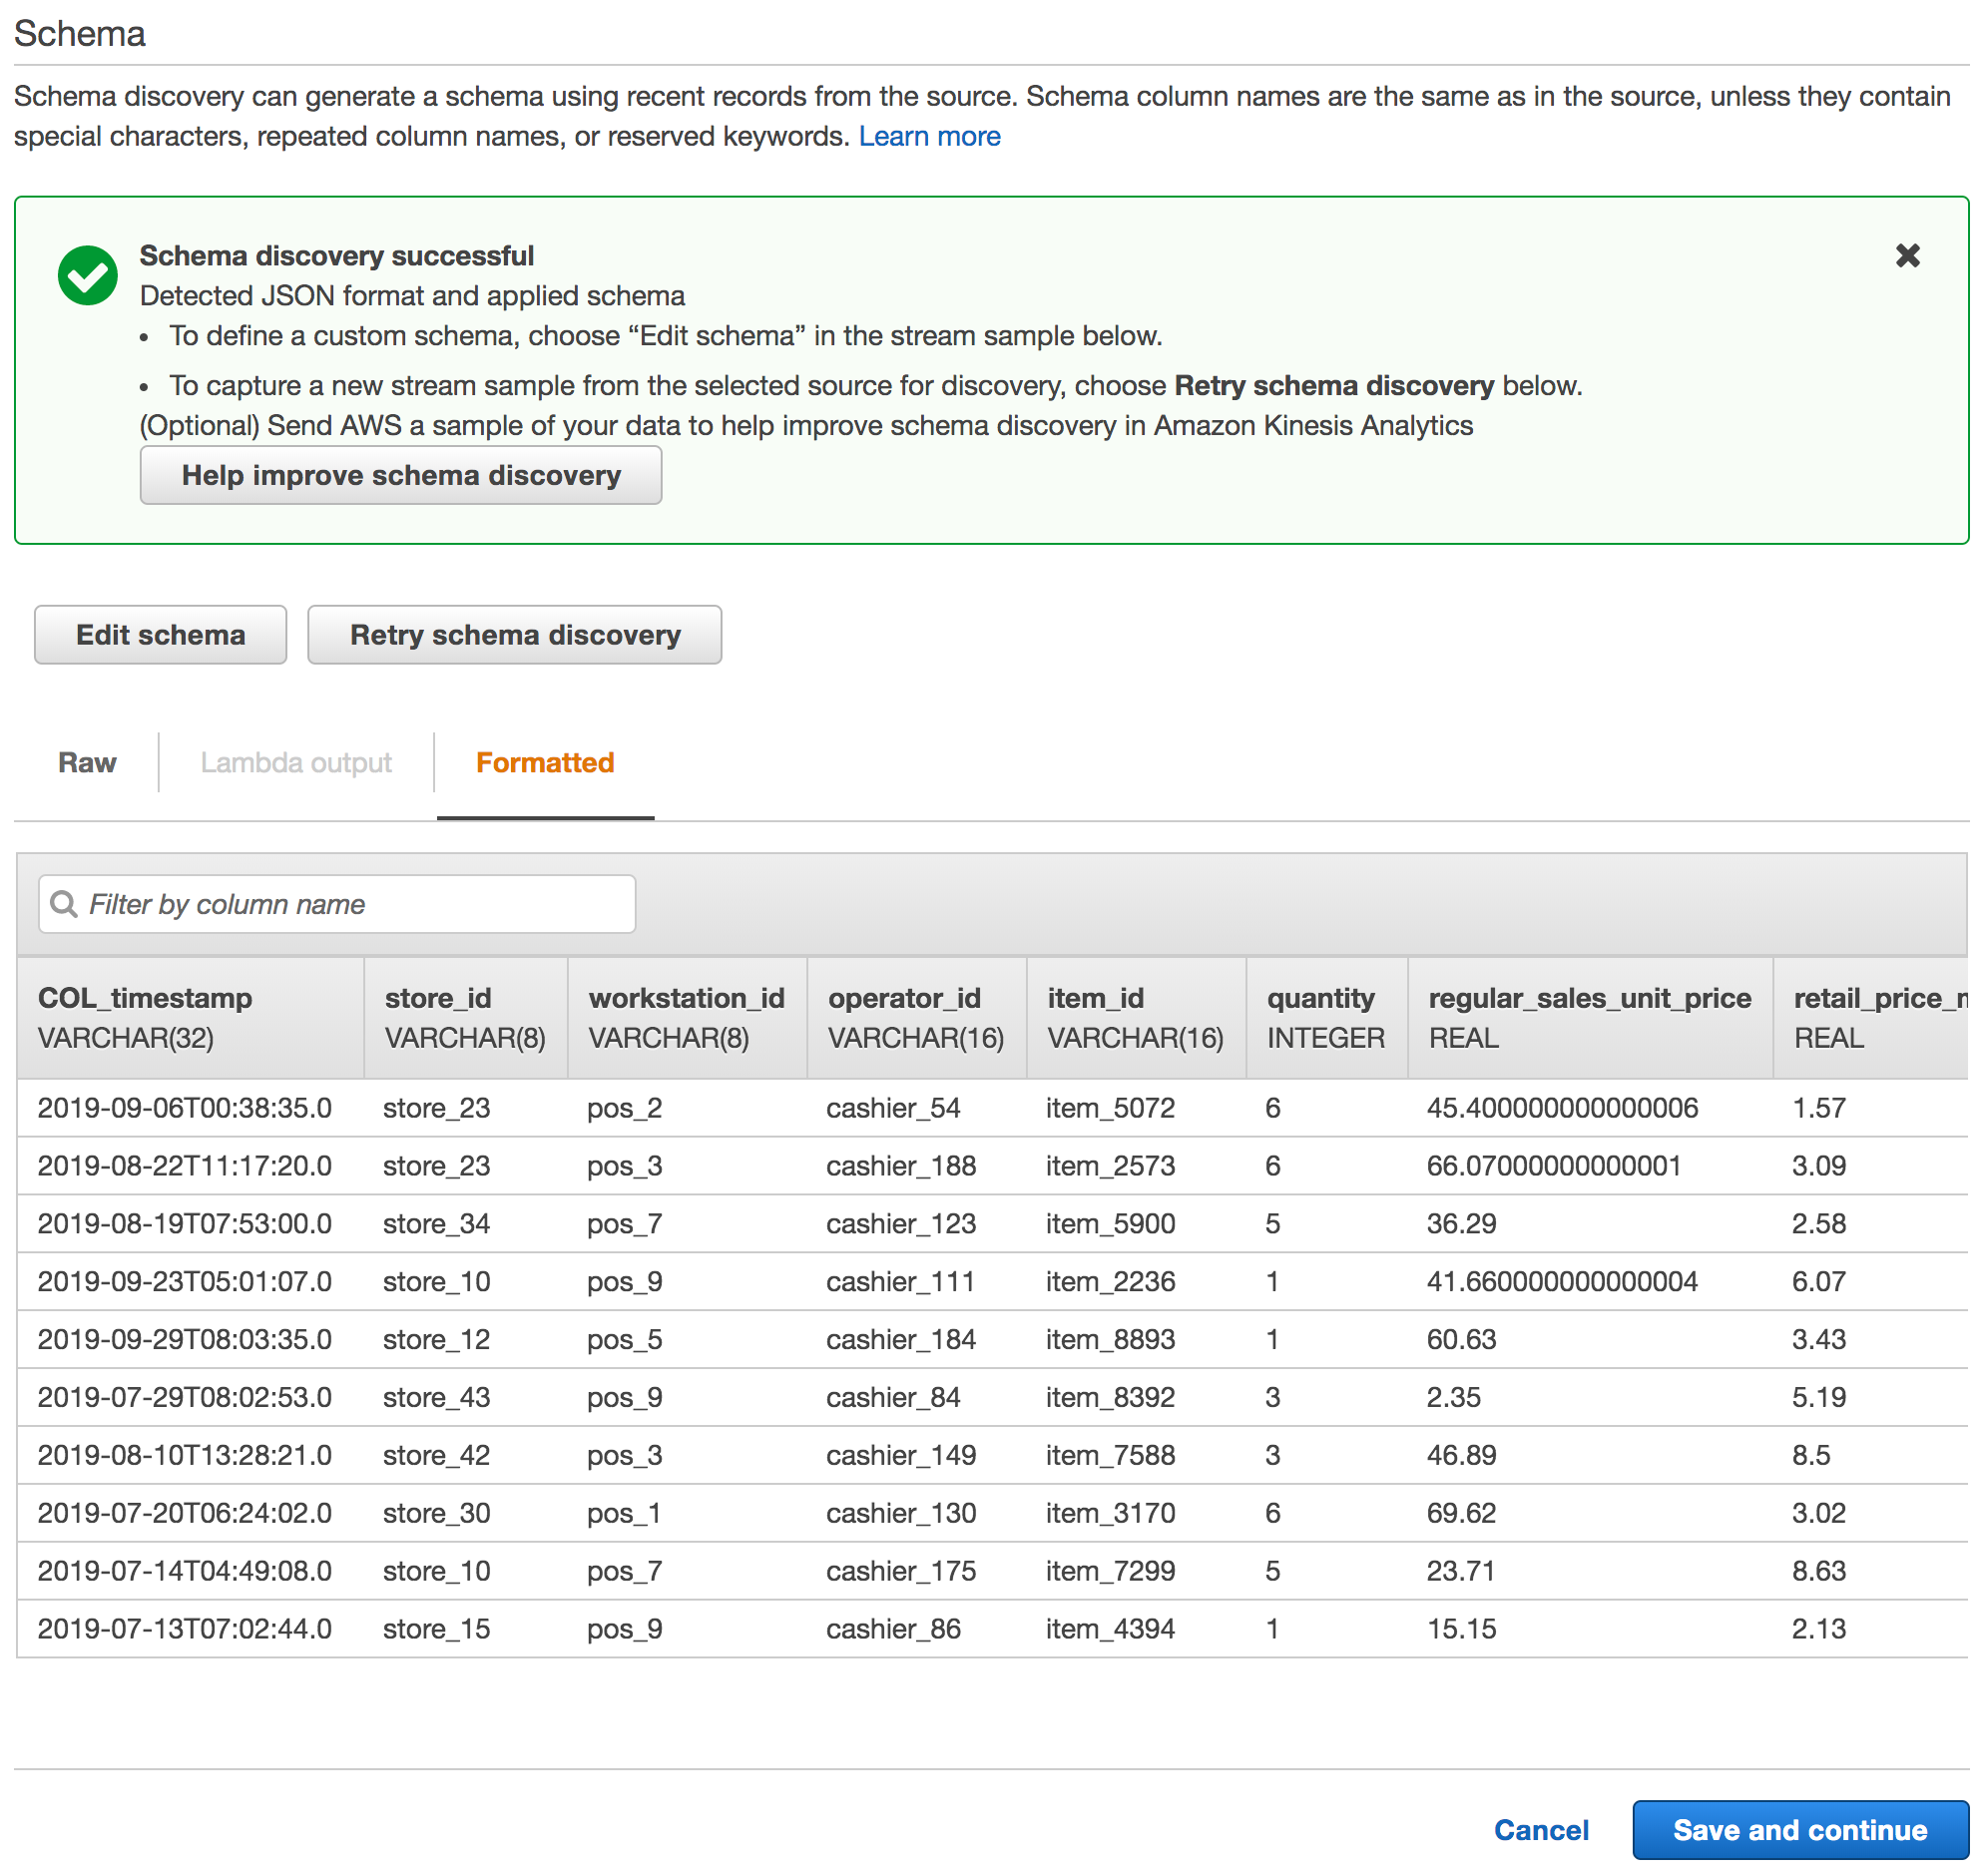 Schema
Schema discovery can generate a schema using recent records from the source. Schema column names are the same as in the source, unless they contain
special characters, repeated column names, or reserved keywords. Learn more
Schema discovery successful
Detected JSON format and applied schema
• To define a custom schema, choose “Edit schema” in the stream sample below.
• To capture a new stream sample from the selected source for discovery, choose Retry schema discovery below.
(Optional) Send AWS a sample of your data to help improve schema discovery in Amazon Kinesis Analytics
Help improve schema discovery
Edit schema Retry schema discovery
Raw Lambda output Formatted
Filter by column name
COL_timestamp store_id workstation_id operator_id item_id quantity regular_sales_unit_price retail_price_
VARCHAR(32) VARCHAR(8) VARCHAR(8) VARCHAR(16) VARCHAR(16) INTEGER REAL REAL
2019-09-06T00:38:35.0 store_23 pos_2 cashier_54 item_5072 6 45.400000000000006 1.57
2019-08-22T11:17:20.0 store_23 pos_3 cashier_188 item_2573 6 66.07000000000001 3.09
2019-08-19T07:53:00.0 store_34 pos_7 cashier_123 item_5900 5 36.29 2.58
2019-09-23T05:01:07.0 store_10 pos_9 cashier_111 item_2236 1 41.660000000000004 6.07
2019-09-29T08:03:35.0 store_12 pos_5 cashier_184 item_8893 1 60.63 3.43
2019-07-29T08:02:53.0 store_43 pos_9 cashier_84 item_8392 3 2.35 5.19
2019-08-10T13:28:21.0 store_42 pos_3 cashier_149 item_7588 3 46.89 8.5
2019-07-20T06:24:02.0 store_30 pos_1 cashier_130 item_3170 6 69.62 3.02
2019-07-14T04:49:08.0 store_10 pos_7 cashier_175 item_7299 5 23.71 8.63
2019-07-13T07:02:44.0 store_15 pos_9 cashier_86 item_4394 1 15.15 2.13
Cancel Save and continue